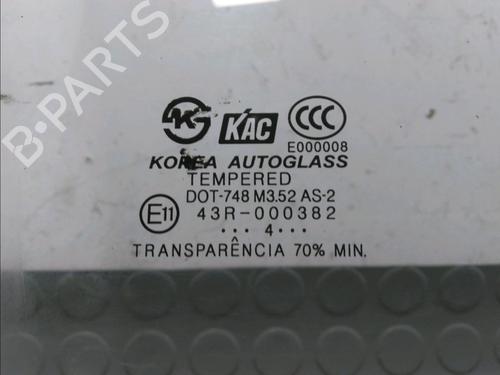 KS KAC CCC
E000008
KOREA AUTOGLASS
TEMPERED
DOT-748 M3.52 AS-2
E11 43R-000382
••• 4•••
TRANSPARÊNCIA 70% MIN.
B-PARTS